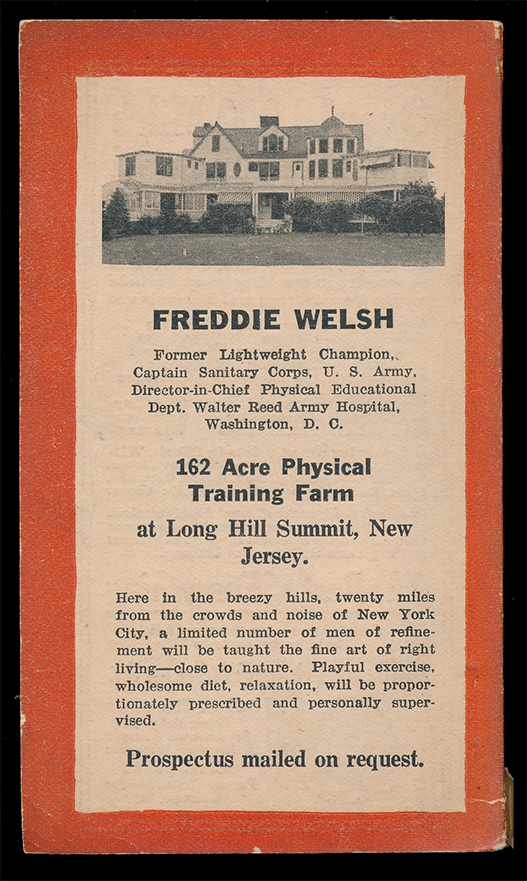 FREDDIE WELSH
Former Lightweight Champion,
Captain Sanitary Corps, U. S. Army,
Director-in-Chief Physical Educational
Dept. Walter Reed Army Hospital,
Washington, D. C.
162 Acre Physical
Training Farm
at Long Hill Summit, New
Jersey.
Here in the breezy hills, twenty miles
from the crowds and noise of New York
City, a limited number of men of refine-
ment will be taught the fine art of right
living—close to nature. Playful exercise,
wholesome diet, relaxation, will be propor-
tionately prescribed and personally super-
vised.
Prospectus mailed on request.